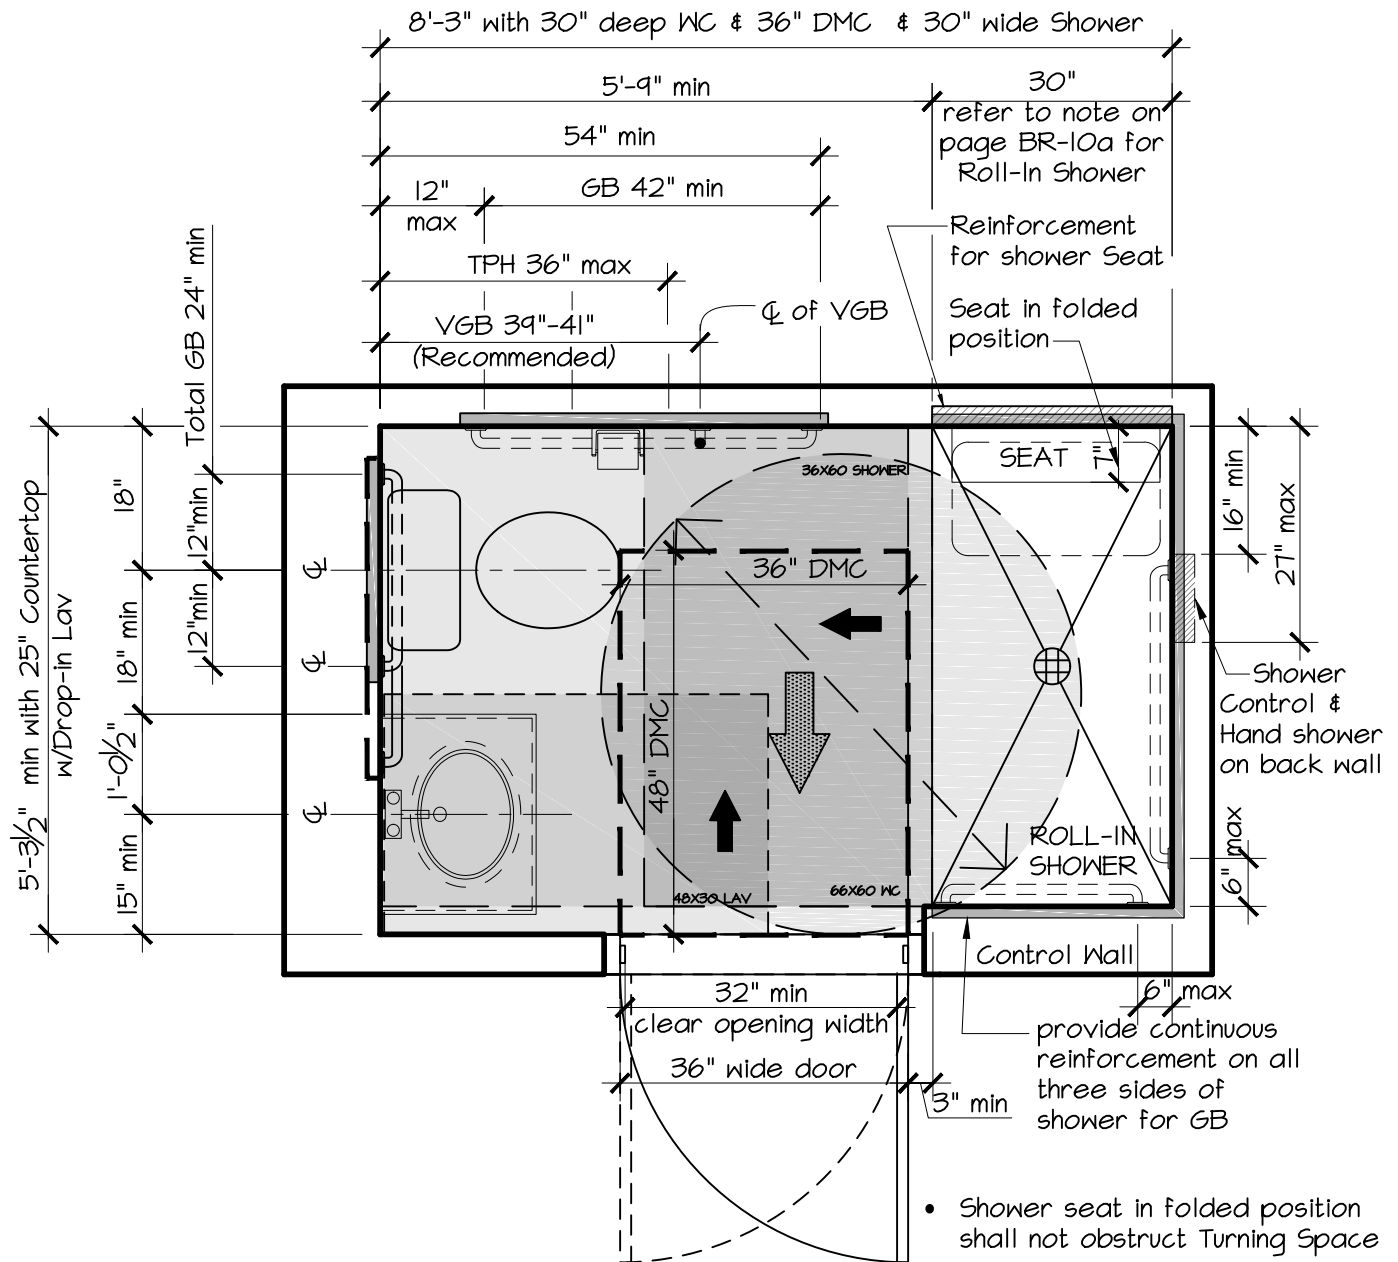 8'-3" with 30" deep WC & 36" DMC & 30" wide Shower
5'-9" min
30"
refer to note on
page BR-10a for
Roll-In Shower
54" min
12"
max
GB 42" min
Reinforcement
for shower Seat
TPH 36" max
Seat in folded
position
VGB 39"-41"
(Recommended)
℄ of VGB
Total GB 24" min
12"min
12"min
18"
18" min
1'-0½"
15" min
5'-3½" min with 25" Countertop
w/Drop-in Lav
℄
℄
℄
36X60 SHOWER
SEAT
7"
16" min
27" max
36" DMC
48" DMC
Shower
Control &
Hand shower
on back wall
ROLL-IN
SHOWER
6" max
48X30 LAV
66X60 WC
Control Wall
6" max
32" min
clear opening width
36" wide door
3" min
provide continuous
reinforcement on all
three sides of
shower for GB
• Shower seat in folded position
shall not obstruct Turning Space